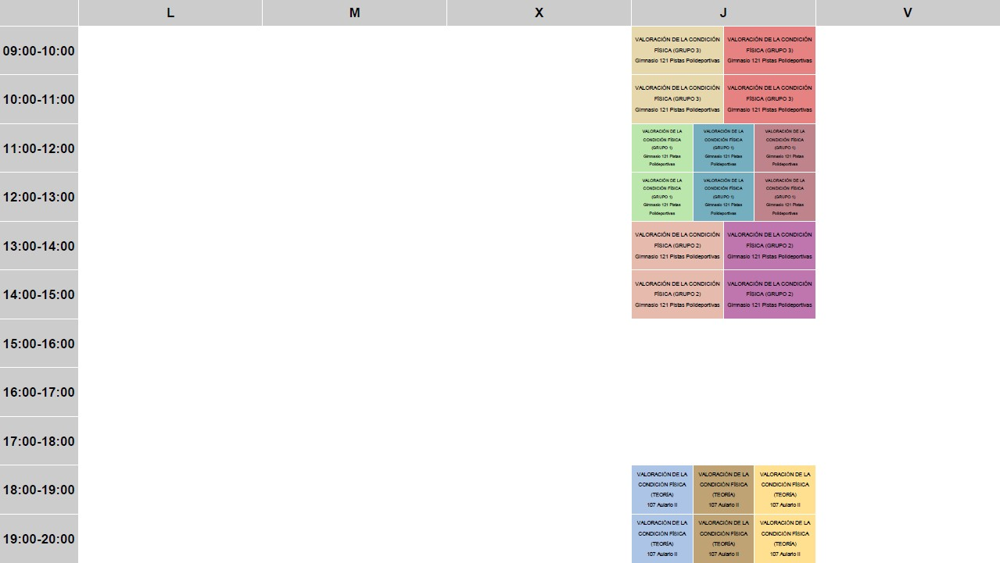 L M X J V
09:00-10:00
VALORACIÓN DE LA CONDICIÓN
FÍSICA (GRUPO 3)
Gimnasio 121 Pistas Polideportivas
VALORACIÓN DE LA CONDICIÓN
FÍSICA (GRUPO 3)
Gimnasio 121 Pistas Polideportivas
10:00-11:00
VALORACIÓN DE LA CONDICIÓN
FÍSICA (GRUPO 3)
Gimnasio 121 Pistas Polideportivas
VALORACIÓN DE LA CONDICIÓN
FÍSICA (GRUPO 3)
Gimnasio 121 Pistas Polideportivas
11:00-12:00
VALORACIÓN DE LA
CONDICIÓN FÍSICA
(GRUPO 1)
Gimnasio 121 Pistas
Polideportivas
VALORACIÓN DE LA
CONDICIÓN FÍSICA
(GRUPO 1)
Gimnasio 121 Pistas
Polideportivas
VALORACIÓN DE LA
CONDICIÓN FÍSICA
(GRUPO 1)
Gimnasio 121 Pistas
Polideportivas
12:00-13:00
VALORACIÓN DE LA
CONDICIÓN FÍSICA
(GRUPO 1)
Gimnasio 121 Pistas
Polideportivas
VALORACIÓN DE LA
CONDICIÓN FÍSICA
(GRUPO 1)
Gimnasio 121 Pistas
Polideportivas
VALORACIÓN DE LA
CONDICIÓN FÍSICA
(GRUPO 1)
Gimnasio 121 Pistas
Polideportivas
13:00-14:00
VALORACIÓN DE LA CONDICIÓN
FÍSICA (GRUPO 2)
Gimnasio 121 Pistas Polideportivas
VALORACIÓN DE LA CONDICIÓN
FÍSICA (GRUPO 2)
Gimnasio 121 Pistas Polideportivas
14:00-15:00
VALORACIÓN DE LA CONDICIÓN
FÍSICA (GRUPO 2)
Gimnasio 121 Pistas Polideportivas
VALORACIÓN DE LA CONDICIÓN
FÍSICA (GRUPO 2)
Gimnasio 121 Pistas Polideportivas
15:00-16:00
16:00-17:00
17:00-18:00
18:00-19:00
VALORACIÓN DE LA
CONDICIÓN FÍSICA
(TEORÍA)
107 Aulario II
VALORACIÓN DE LA
CONDICIÓN FÍSICA
(TEORÍA)
107 Aulario II
VALORACIÓN DE LA
CONDICIÓN FÍSICA
(TEORÍA)
107 Aulario II
19:00-20:00
VALORACIÓN DE LA
CONDICIÓN FÍSICA
(TEORÍA)
107 Aulario II
VALORACIÓN DE LA
CONDICIÓN FÍSICA
(TEORÍA)
107 Aulario II
VALORACIÓN DE LA
CONDICIÓN FÍSICA
(TEORÍA)
107 Aulario II